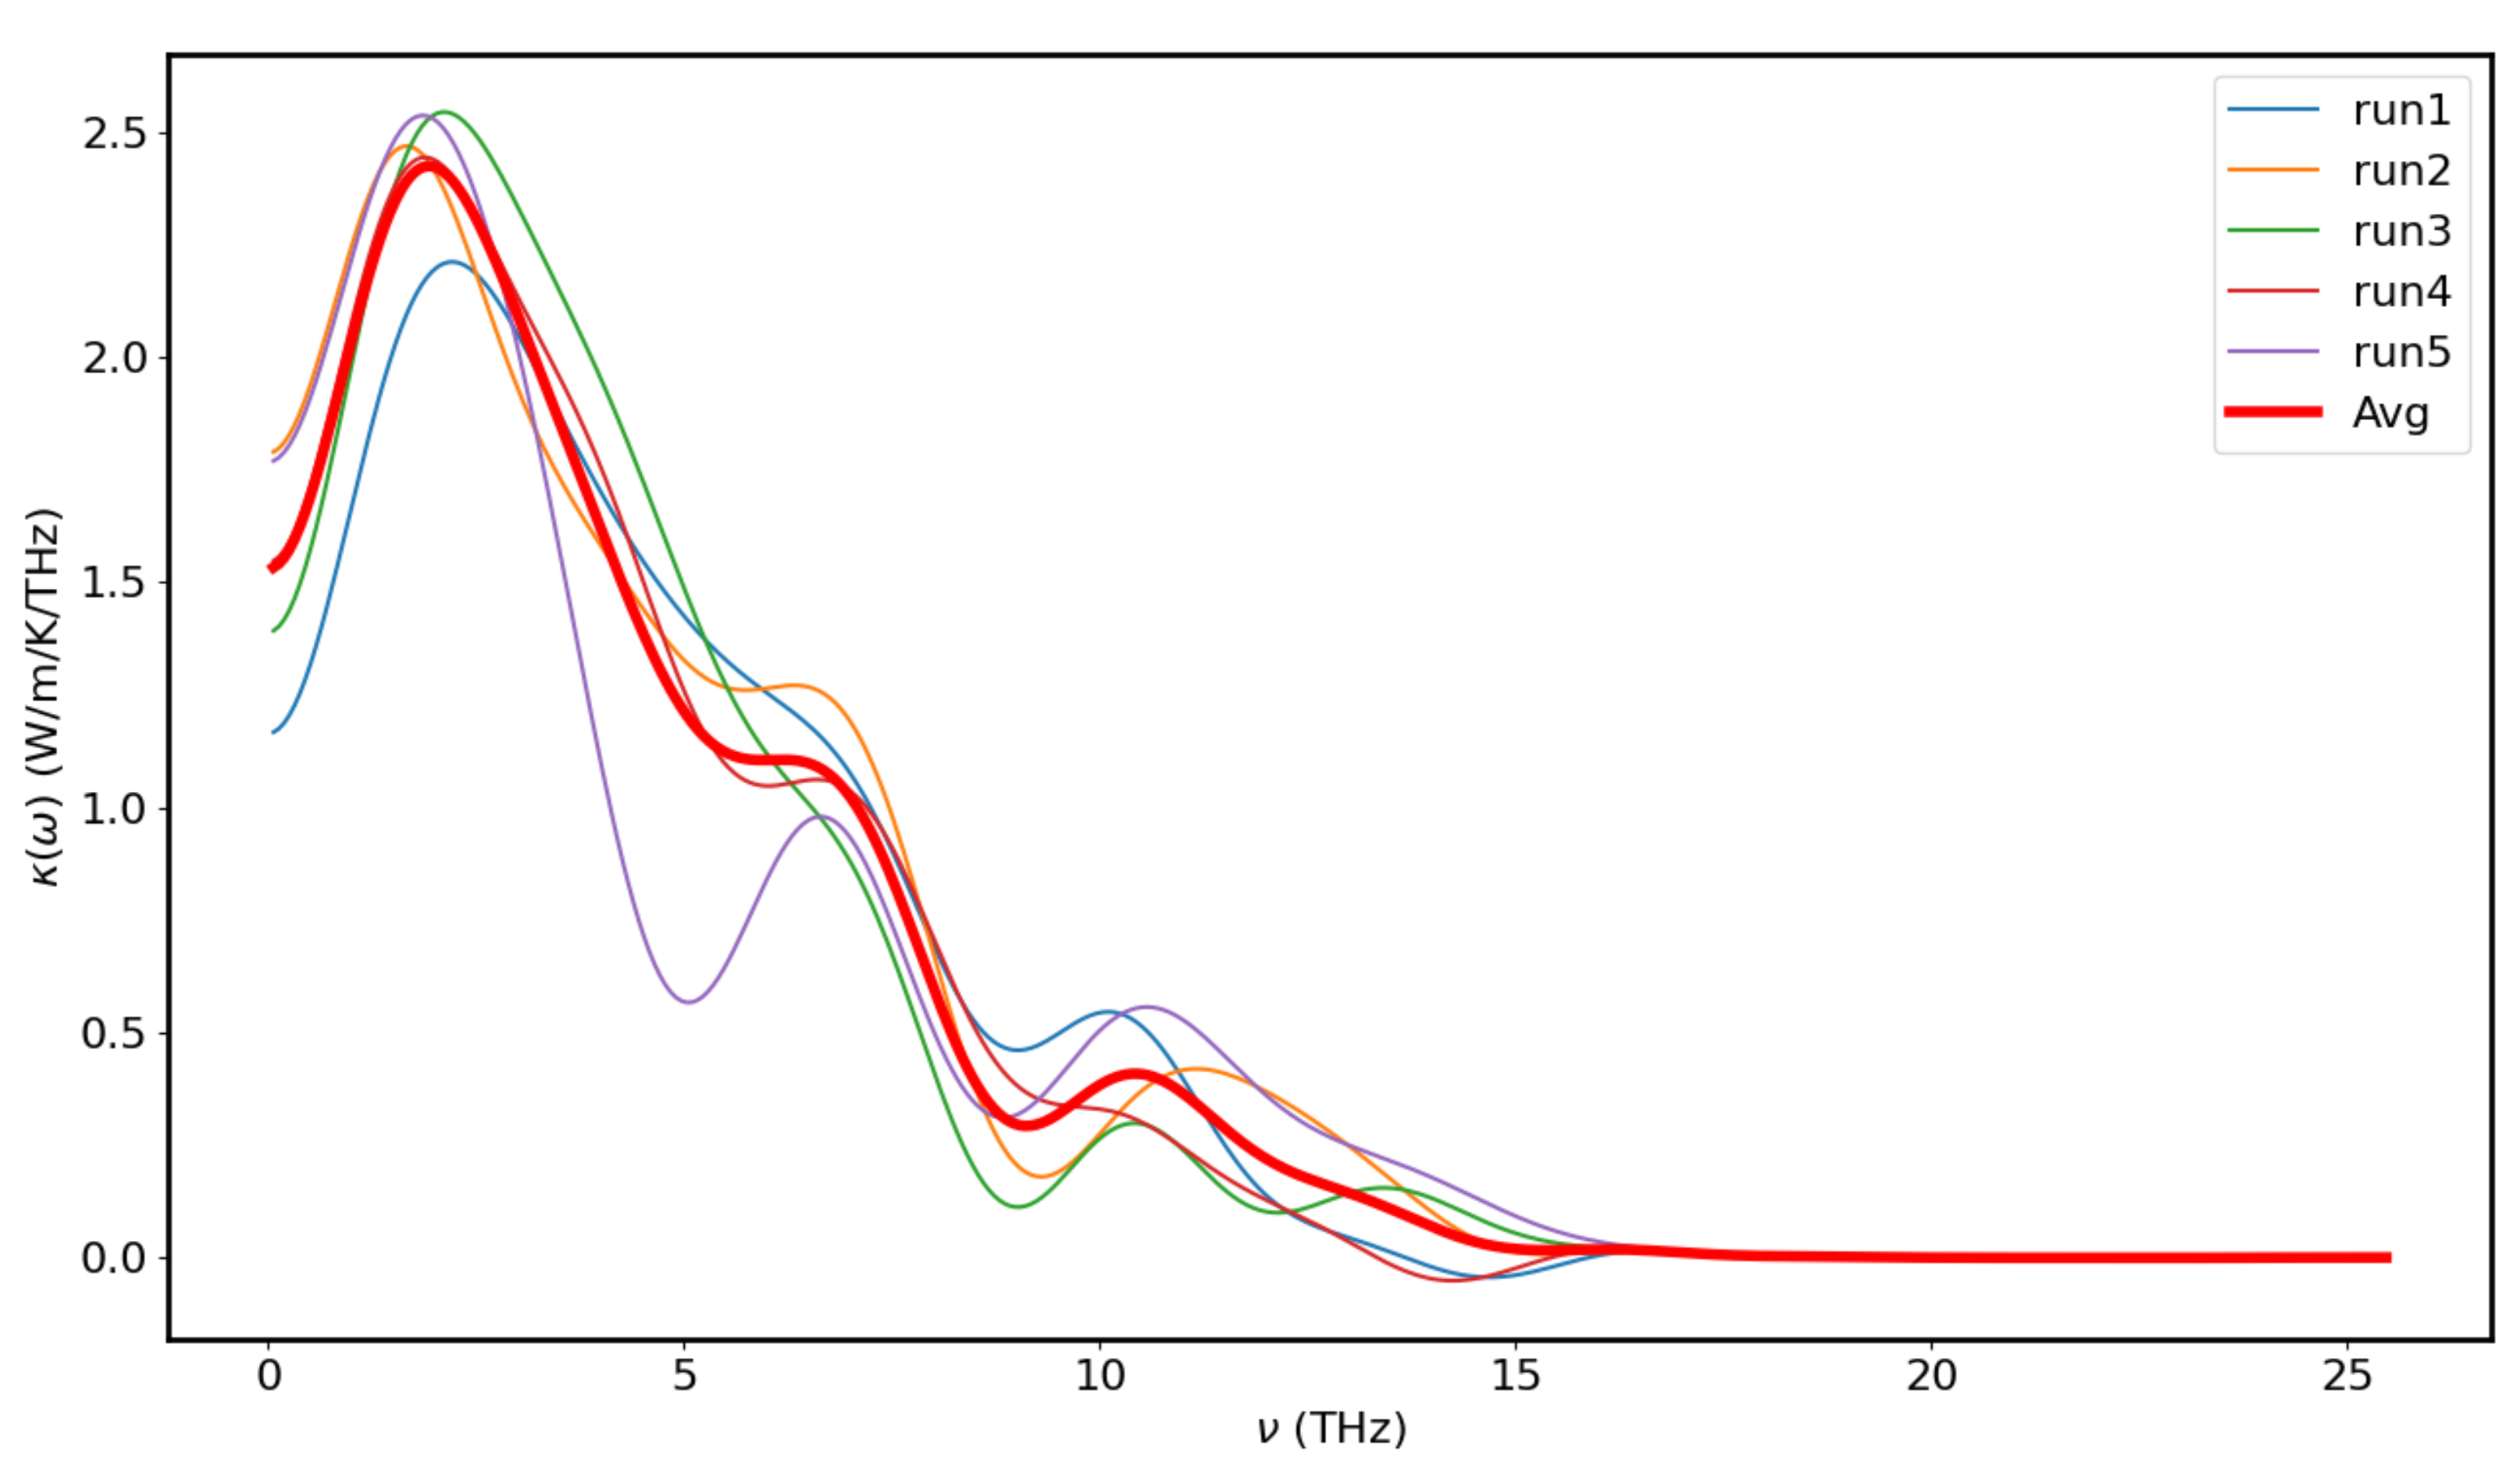 κ(ω) (W/m/K/THz)
2.5
2.0
1.5
1.0
0.5
0.0
0 5 10 15 20 25
ν (THz)
run1
run2
run3
run4
run5
Avg